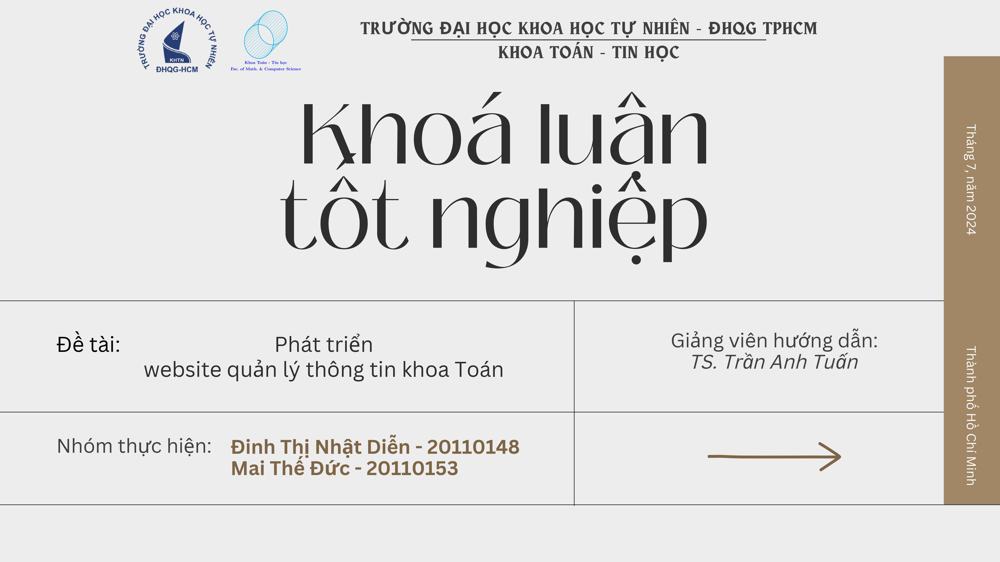 TRƯỜNG ĐẠI HỌC KHOA HỌC TỰ NHIÊN
KHTN
ĐHQG-HCM
Khoa Toán - Tin học
Fac. of Math. & Computer Science
TRƯỜNG ĐẠI HỌC KHOA HỌC TỰ NHIÊN - ĐHQG TPHCM
KHOA TOÁN - TIN HỌC
Khoá luận
tốt nghiệp
Tháng 7, năm 2024
Đề tài:
Phát triển
website quản lý thông tin khoa Toán
Giảng viên hướng dẫn:
TS. Trần Anh Tuấn
Nhóm thực hiện:
Đinh Thị Nhật Diễn - 20110148
Mai Thế Đức - 20110153
Thành phố Hồ Chí Minh